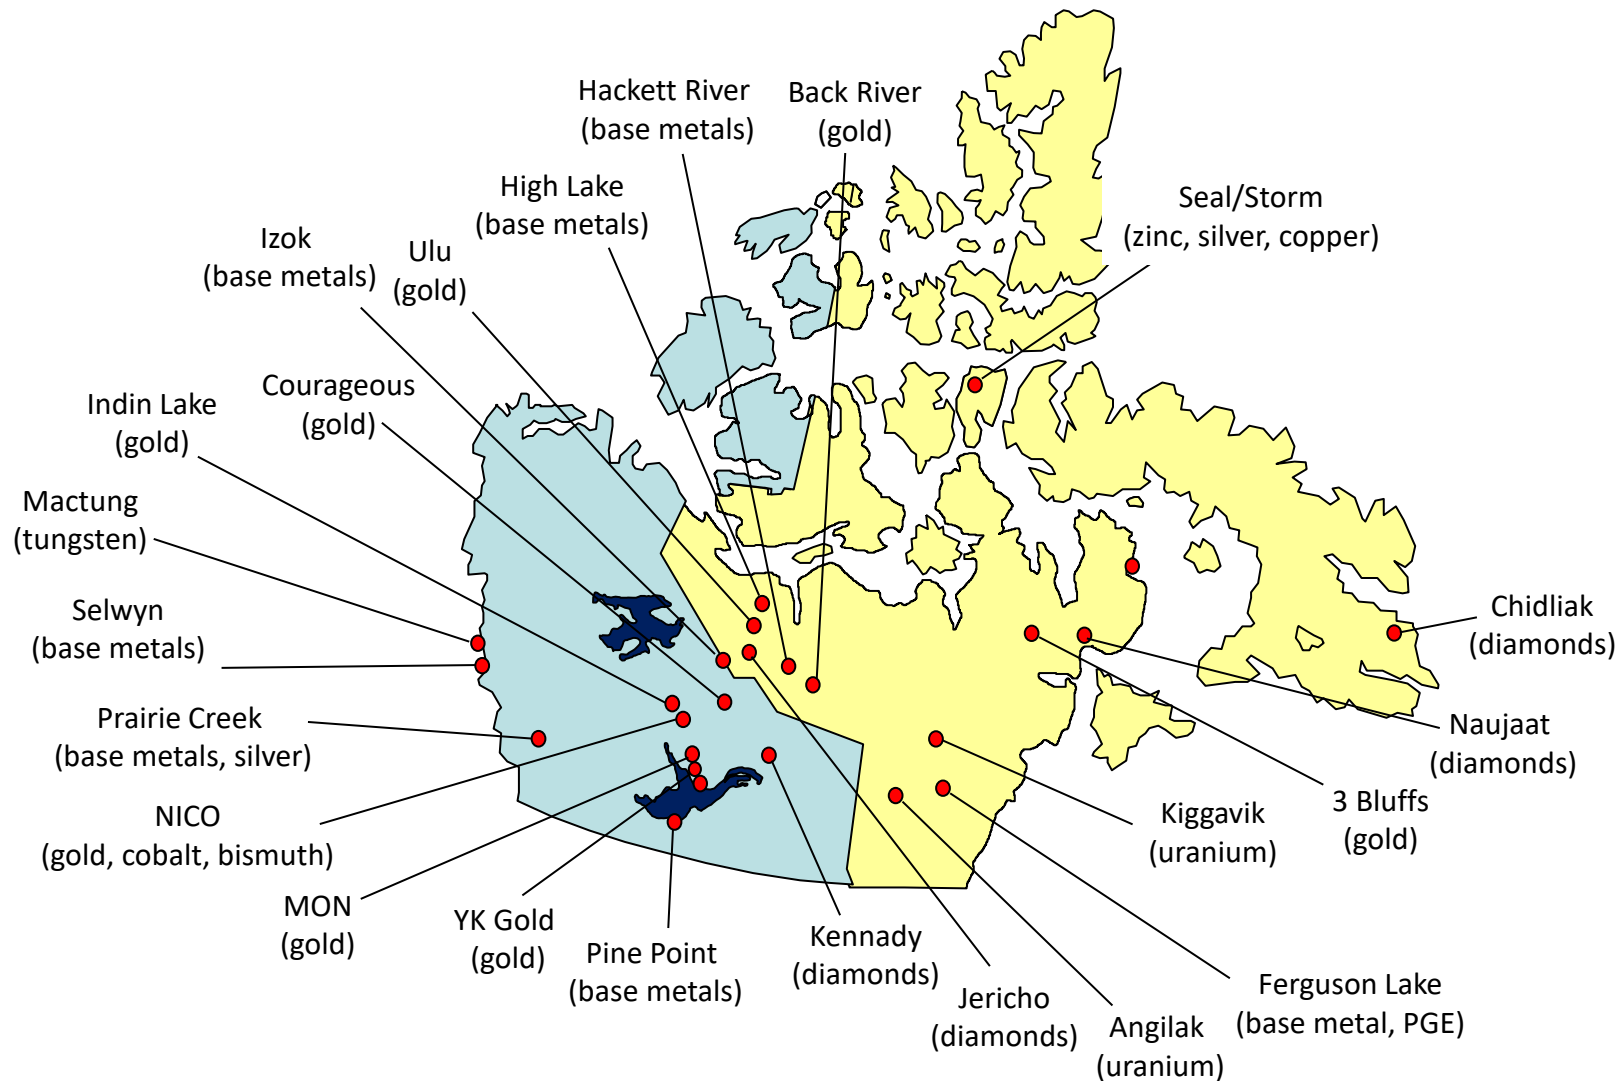 Hackett River
(base metals)
Back River
(gold)
High Lake
(base metals)
Seal/Storm
(zinc, silver, copper)
Izok
(base metals)
Ulu
(gold)
Courageous
(gold)
Indin Lake
(gold)
Mactung
(tungsten)
Selwyn
(base metals)
Chidliak
(diamonds)
Prairie Creek
(base metals, silver)
Naujaat
(diamonds)
NICO
(gold, cobalt, bismuth)
Kiggavik
(uranium)
3 Bluffs
(gold)
MON
(gold)
YK Gold
(gold)
Pine Point
(base metals)
Kennady
(diamonds)
Jericho
(diamonds)
Ferguson Lake
(base metal, PGE)
Angilak
(uranium)